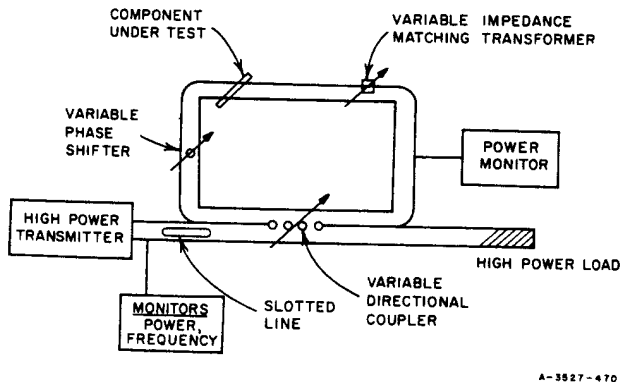 COMPONENT
UNDER TEST
VARIABLE IMPEDANCE
MATCHING TRANSFORMER
VARIABLE
PHASE
SHIFTER
POWER
MONITOR
HIGH POWER
TRANSMITTER
HIGH POWER LOAD
MONITORS
POWER,
FREQUENCY
SLOTTED
LINE
VARIABLE
DIRECTIONAL
COUPLER
A-3527-470